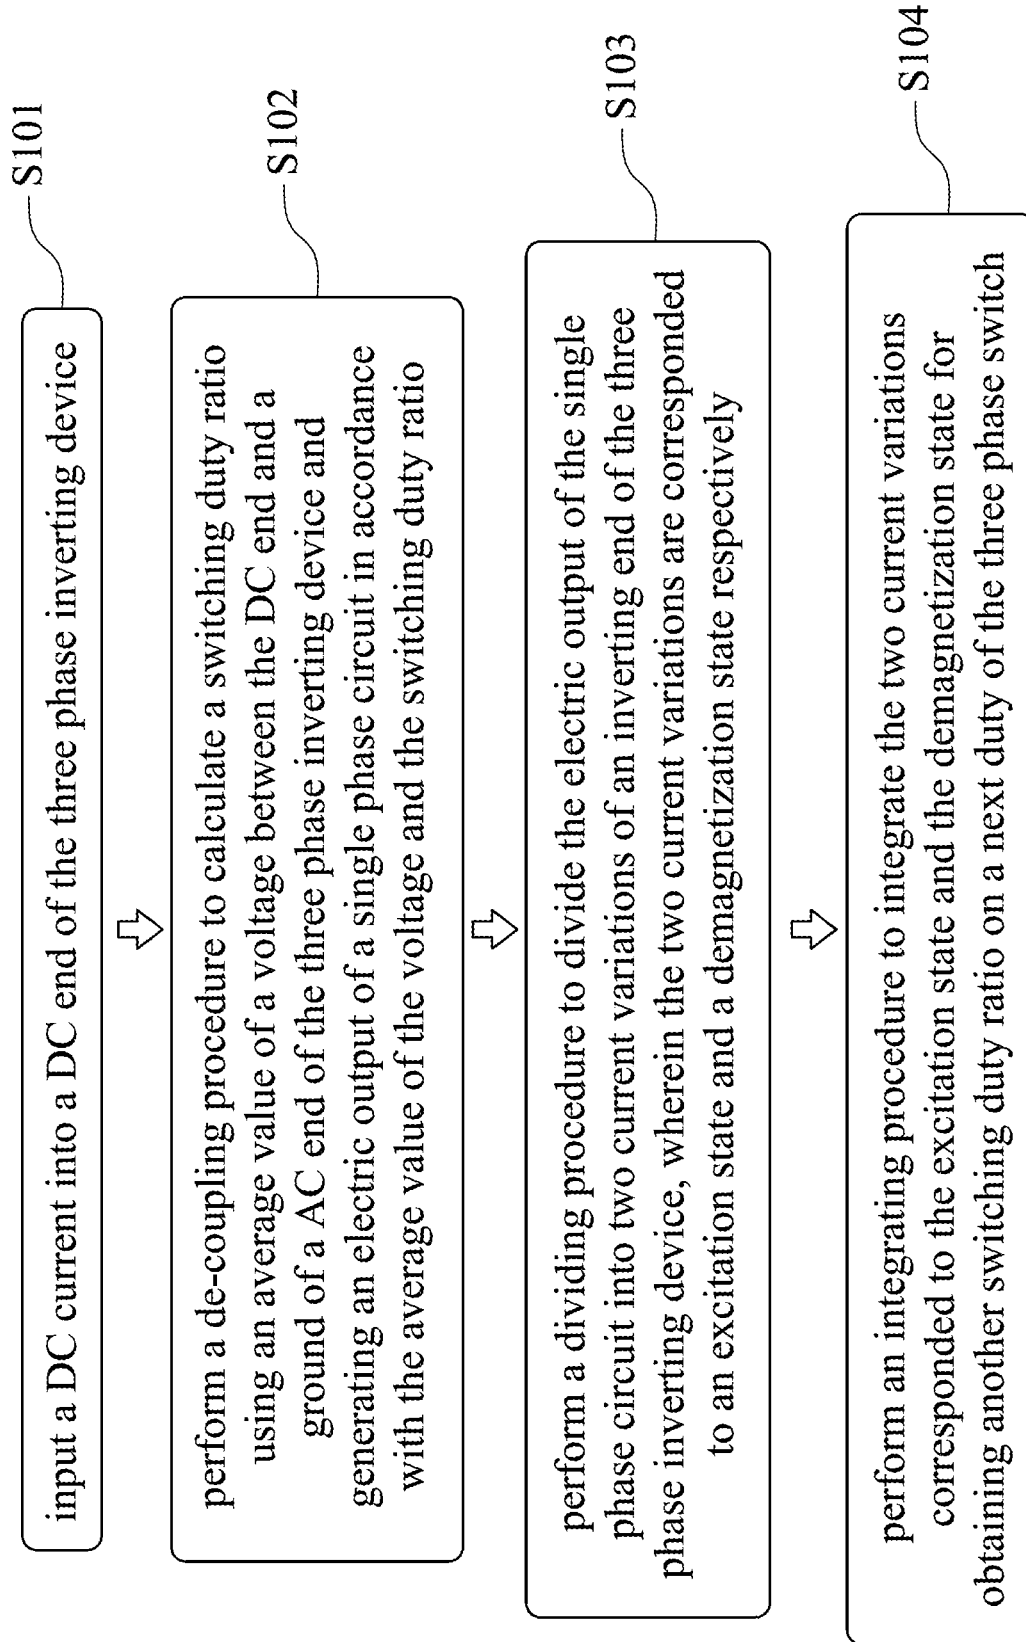 S101
input a DC current into a DC end of the three phase inverting device
S102
perform a de-coupling procedure to calculate a switching duty ratio
using an average value of a voltage between the DC end and a
ground of a AC end of the three phase inverting device and
generating an electric output of a single phase circuit in accordance
with the average value of the voltage and the switching duty ratio
S103
perform a dividing procedure to divide the electric output of the single
phase circuit into two current variations of an inverting end of the three
phase inverting device, wherein the two current variations are corresponded
to an excitation state and a demagnetization state respectively
S104
perform an integrating procedure to integrate the two current variations
corresponded to the excitation state and the demagnetization state for
obtaining another switching duty ratio on a next duty of the three phase switch